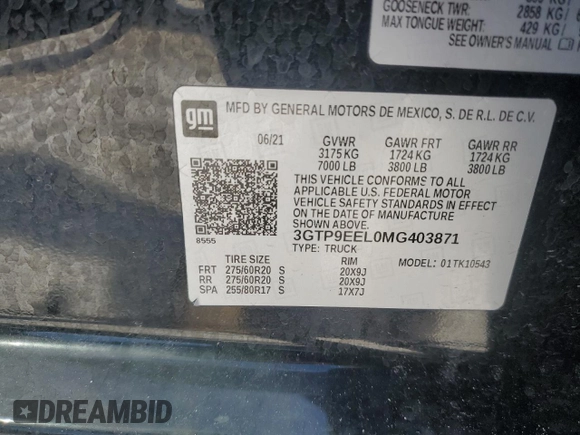 GOOSENECK TWR: 2858 KG /
MAX TONGUE WEIGHT: 429 KG /
SEE OWNER'S MANUAL
gm
MFD BY GENERAL MOTORS DE MEXICO, S. DE R.L. DE C.V.
06/21 GVWR GAWR FRT GAWR RR
3175 KG 1724 KG 1724 KG
7000 LB 3800 LB 3800 LB
THIS VEHICLE CONFORMS TO ALL
APPLICABLE U.S. FEDERAL MOTOR
VEHICLE SAFETY STANDARDS IN EFFECT
ON THE DATE OF MANUFACTURE
SHOWN ABOVE.
3GTP9EEL0MG403871
8555
TYPE: TRUCK MODEL: 01TK10543
TIRE SIZE RIM
FRT 275/60R20 S 20X9J
RR 275/60R20 S 20X9J
SPA 255/80R17 S 17X7J
DREAMBID